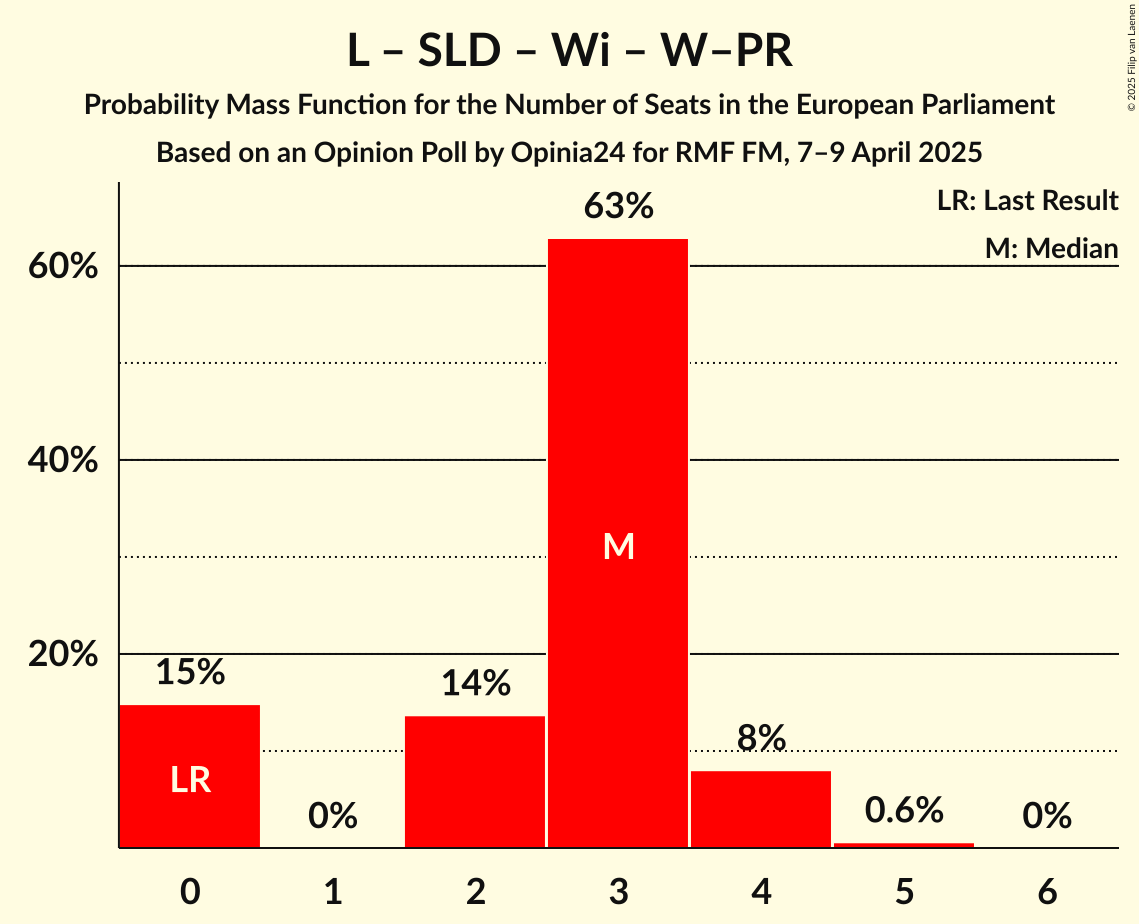 L – SLD – Wi – W–PR
Probability Mass Function for the Number of Seats in the European Parliament
Based on an Opinion Poll by Opinia24 for RMF FM, 7–9 April 2025
© 2025 Filip van Laenen
LR: Last Result
M: Median
63%
60%
40%
M
20%
15%
14%
8%
LR
0%
0.6%
0%
0 1 2 3 4 5 6